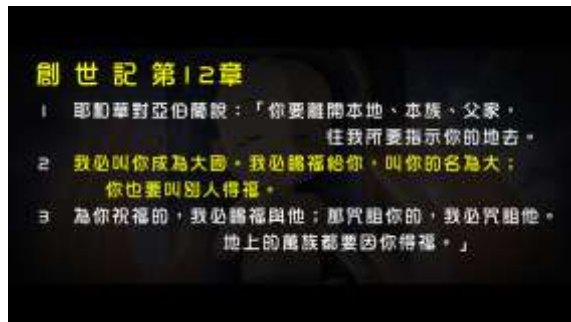 創世記 第12章
1 耶和華對亞伯蘭說：「你要離開本地、本族、父家，
往我所要指示你的地去。
2 我必叫你成為大國。我必賜福給你，叫你的名為大；
你也要叫別人得福。
3 為你祝福的，我必賜福與他；那咒詛你的，我必咒詛他。
地上的萬族都要因你得福。」